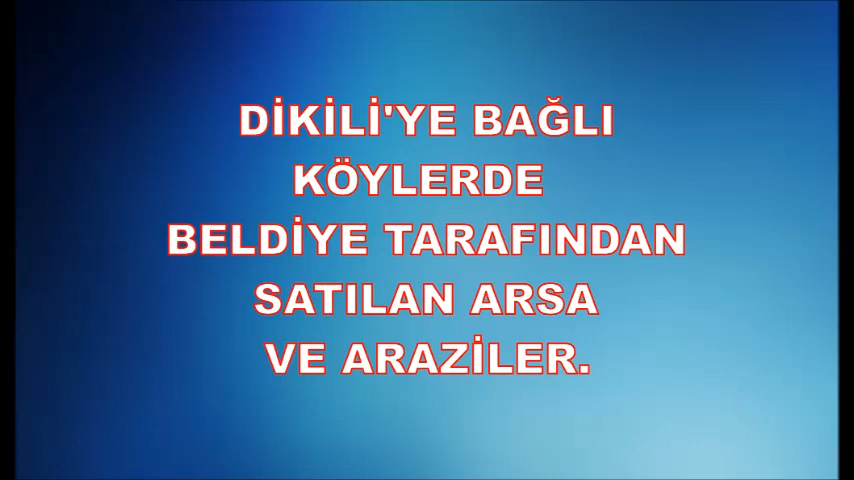 DİKİLİ'YE BAĞLI
KÖYLERDE
BELDİYE TARAFINDAN
SATILAN ARSA
VE ARAZİLER.